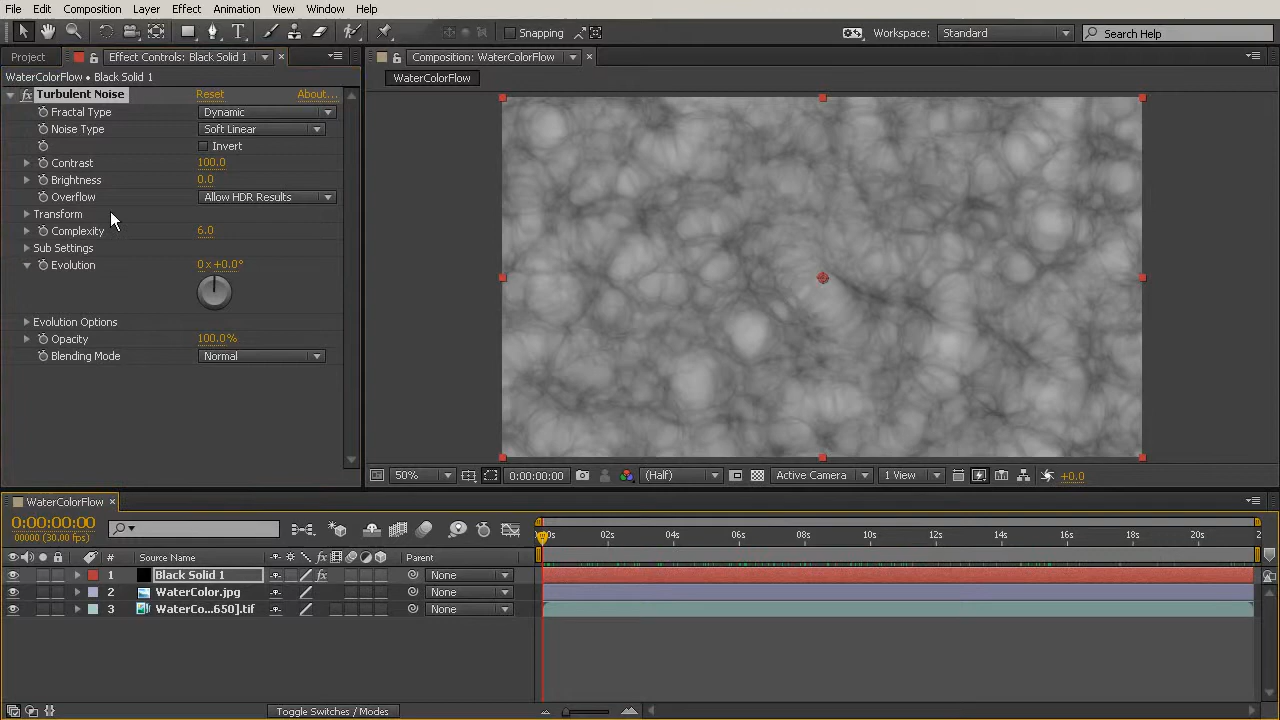 File Edit Composition Layer Effect Animation View Window Help
Snapping Workspace: Standard Search Help
Project Effect Controls: Black Solid 1 Composition: WaterColorFlow
WaterColorFlow • Black Solid 1 WaterColorFlow
fx Turbulent Noise Reset About...
Fractal Type Dynamic
Noise Type Soft Linear
Invert
Contrast 100.0
Brightness 0.0
Overflow Allow HDR Results
Transform
Complexity 6.0
Sub Settings
Evolution 0 x +0.0°
Evolution Options
Opacity 100.0%
Blending Mode Normal
50% 0:00:00:00 (Half) Active Camera 1 View +0.0
WaterColorFlow
0:00:00:00
00000 (30.00 fps) 02s 04s 06s 08s 10s 12s 14s 16s 18s 20s
# Source Name fx Parent
1 Black Solid 1 fx None
2 WaterColor.jpg None
3 WaterCo...650].tif None
Toggle Switches / Modes